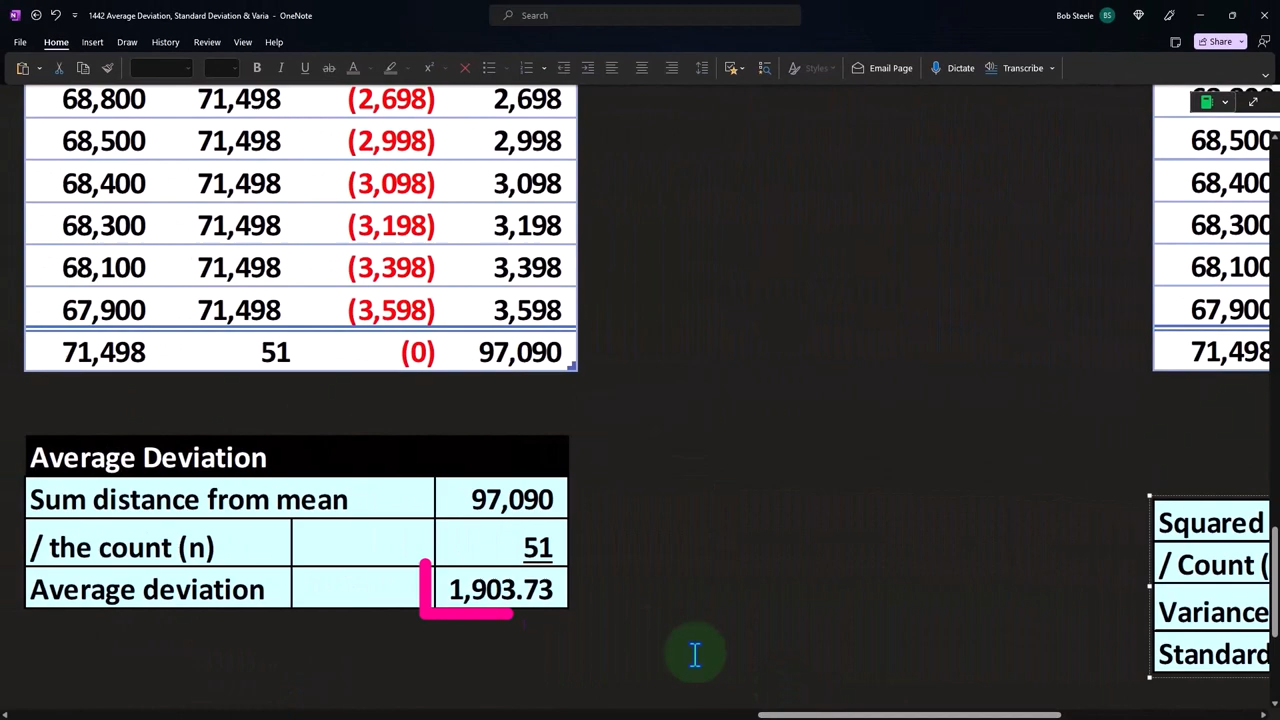 1442 Average Deviation, Standard Deviation & Varia - OneNote
Search
Bob Steele BS
File Home Insert Draw History Review View Help
Share
B I U ab A x Email Page Dictate Transcribe
Styles
68,800 71,498 (2,698) 2,698
68,500 71,498 (2,998) 2,998 68,500
68,400 71,498 (3,098) 3,098 68,400
68,300 71,498 (3,198) 3,198 68,300
68,100 71,498 (3,398) 3,398 68,100
67,900 71,498 (3,598) 3,598 67,900
71,498 51 (0) 97,090 71,498
Average Deviation
Sum distance from mean 97,090
/ the count (n) 51
Average deviation 1,903.73
Squared
/ Count (
Variance
Standard